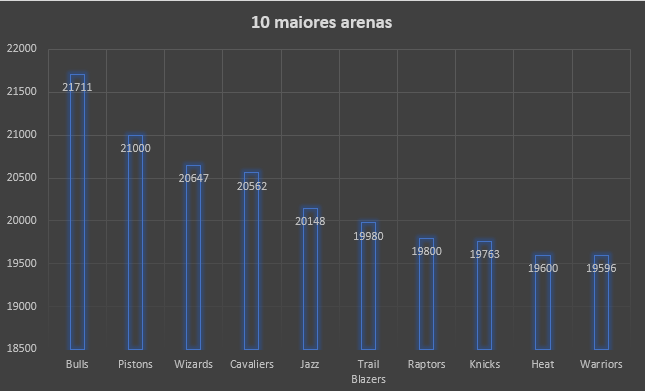 10 maiores arenas
22000
21500
21000
20500
20000
19500
19000
18500
21711
21000
20647
20562
20148
19980
19800
19763
19600
19596
Bulls
Pistons
Wizards
Cavaliers
Jazz
Trail
Blazers
Raptors
Knicks
Heat
Warriors